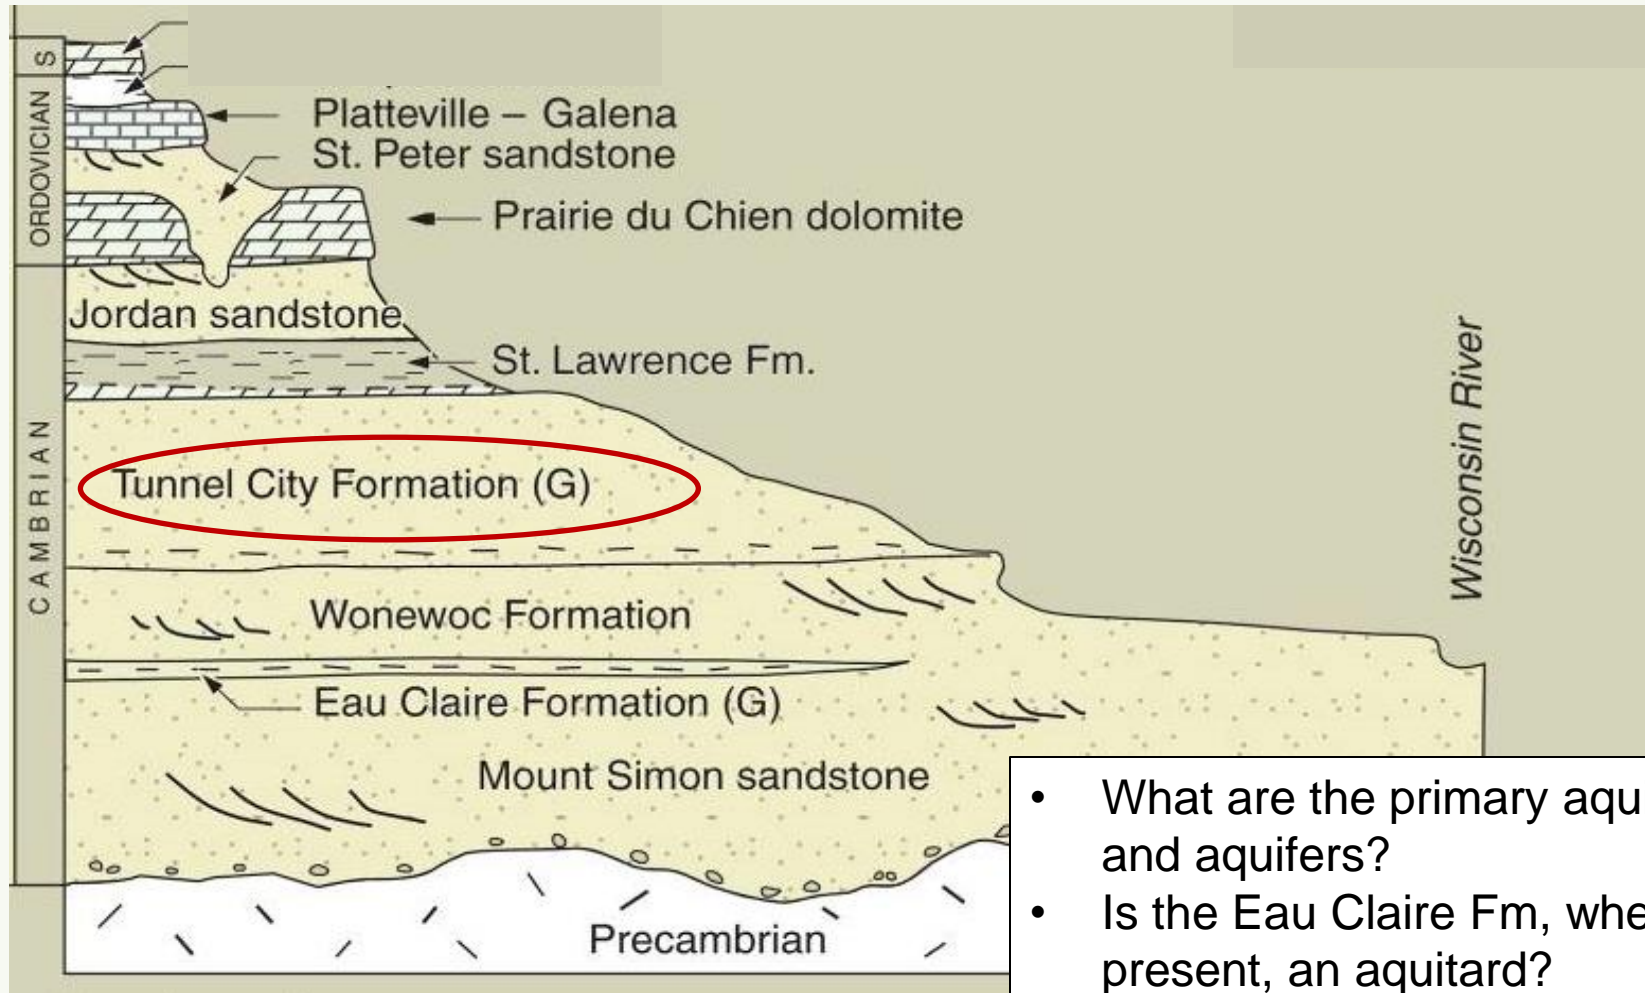 S
ORDOVICIAN
CAMBRIAN
Platteville – Galena
St. Peter sandstone
Prairie du Chien dolomite
Jordan sandstone
St. Lawrence Fm.
Tunnel City Formation (G)
Wonewoc Formation
Eau Claire Formation (G)
Mount Simon sandstone
Precambrian
Wisconsin River
• What are the primary aqu
and aquifers?
• Is the Eau Claire Fm, whe
present, an aquitard?